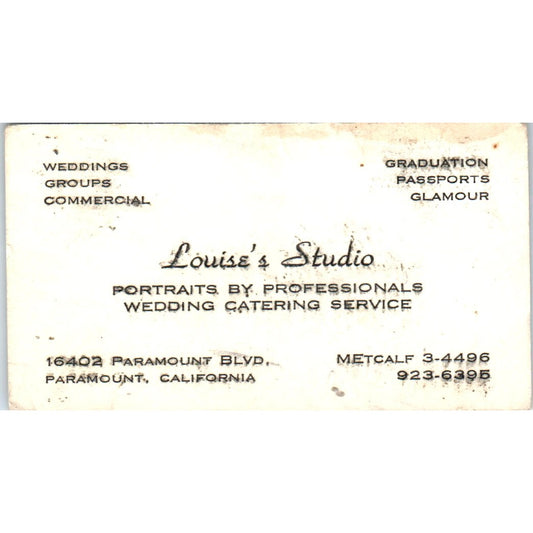 WEDDINGS
GROUPS
COMMERCIAL
GRADUATION
PASSPORTS
GLAMOUR
Louise's Studio
PORTRAITS BY PROFESSIONALS
WEDDING CATERING SERVICE
16402 PARAMOUNT BLVD,
PARAMOUNT, CALIFORNIA
METCALF 3-4496
923-6395